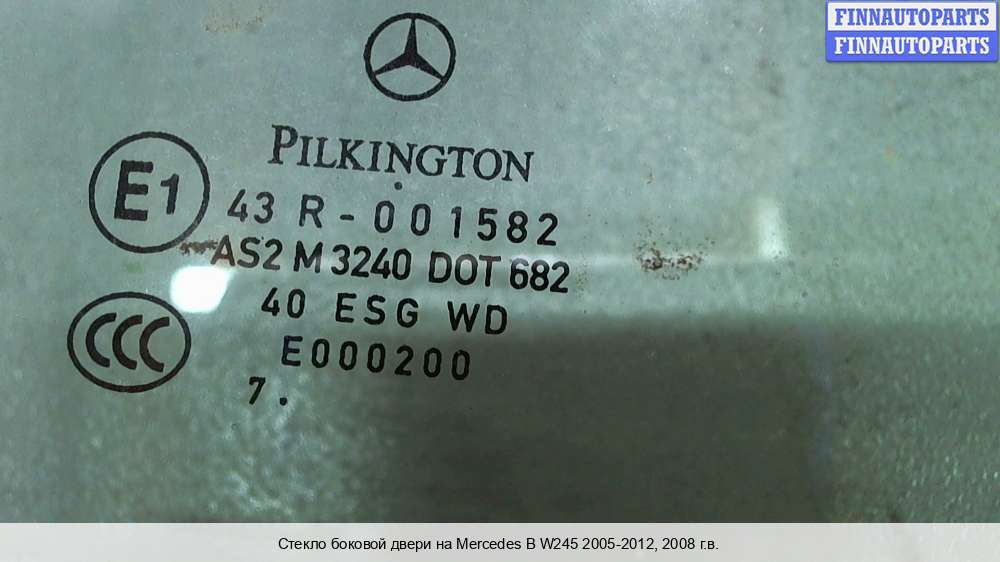 FINNAUTOPARTS
FINNAUTOPARTS
PILKINGTON
E1
43 R - 001582
AS2 M3240 DOT 682
40 ESG WD
CCC
E000200
7 .
Стекло боковой двери на Mercedes B W245 2005-2012, 2008 г.в.